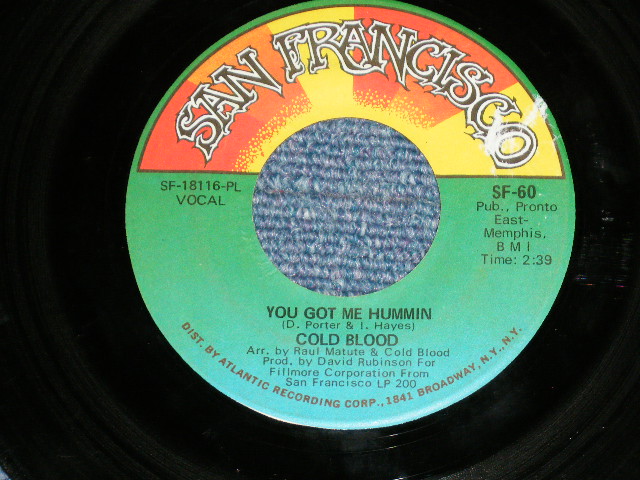 SAN FRANCISCO
SF-18116-PL
VOCAL
SF-60
Pub., Pronto
East-
Memphis,
B M I
Time: 2:39
YOU GOT ME HUMMIN
(D. Porter & I. Hayes)
COLD BLOOD
Arr. by Raul Matute & Cold Blood
Prod. by David Rubinson For
Fillmore Corporation From
San Francisco LP 200
DIST. BY ATLANTIC RECORDING CORP., 1841 BROADWAY, N.Y., N.Y.